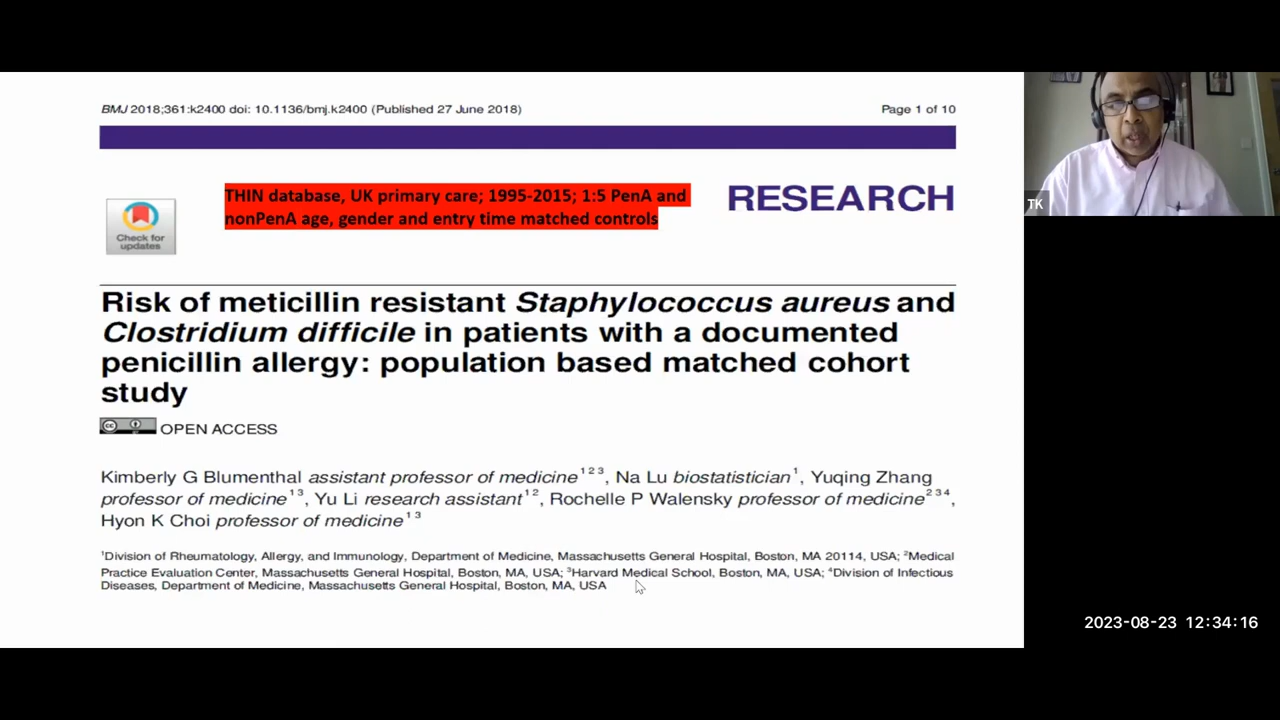 BMJ 2018;361:k2400 doi: 10.1136/bmj.k2400 (Published 27 June 2018)
Page 1 of 10
THIN database, UK primary care; 1995-2015; 1:5 PenA and
nonPenA age, gender and entry time matched controls
RESEARCH
Check for
updates
Risk of meticillin resistant Staphylococcus aureus and
Clostridium difficile in patients with a documented
penicillin allergy: population based matched cohort
study
cc
OPEN ACCESS
Kimberly G Blumenthal assistant professor of medicine 1 2 3, Na Lu biostatistician 1, Yuqing Zhang
professor of medicine 1 3, Yu Li research assistant 1 2, Rochelle P Walensky professor of medicine 2 3 4,
Hyon K Choi professor of medicine 1 3
1Division of Rheumatology, Allergy, and Immunology, Department of Medicine, Massachusetts General Hospital, Boston, MA 20114, USA; 2Medical
Practice Evaluation Center, Massachusetts General Hospital, Boston, MA, USA; 3Harvard Medical School, Boston, MA, USA; 4Division of Infectious
Diseases, Department of Medicine, Massachusetts General Hospital, Boston, MA, USA
TK
2023-08-23 12:34:16